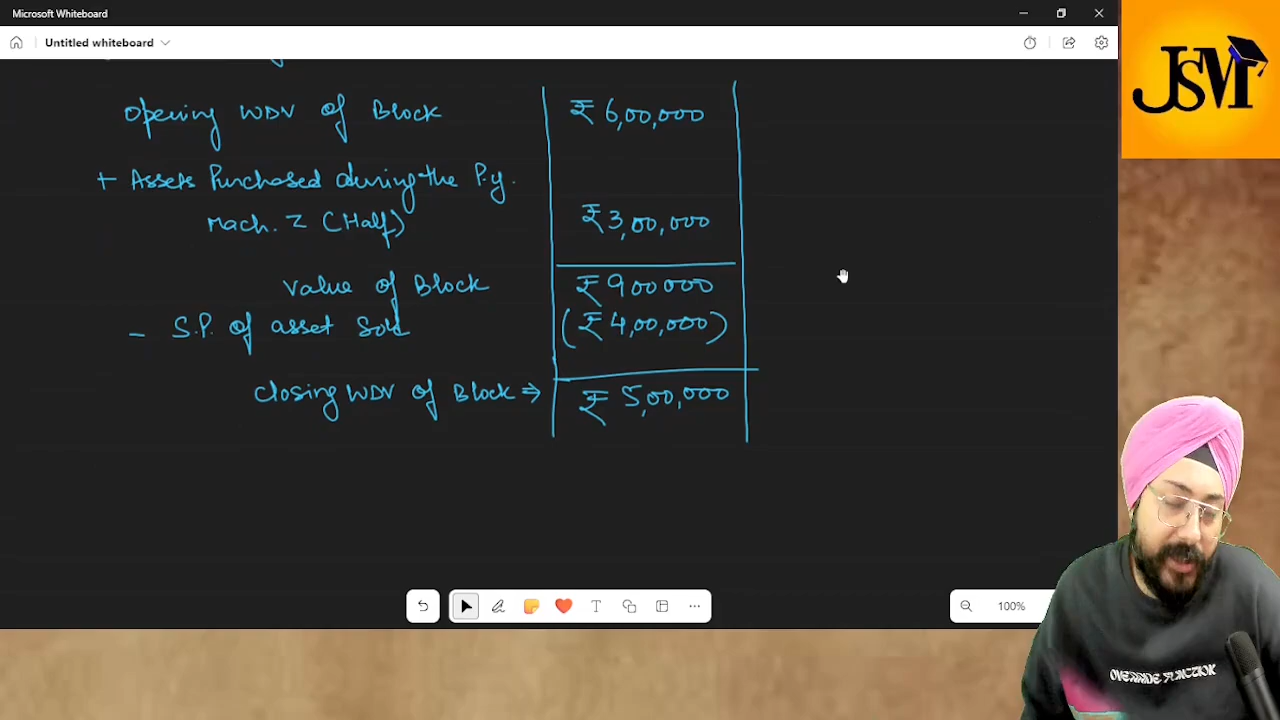 Microsoft Whiteboard
Untitled whiteboard
JSM
Opening WDV of Block ₹ 6,00,000
+ Assets Purchased during the P.y.
Mach. Z (Half) ₹ 3,00,000
Value of Block ₹ 900000
- S.P. of asset Sold (₹ 4,00,000)
Closing WDV of Block ⇒ ₹ 5,00,000
100%
OVERRIDE FUNCTION